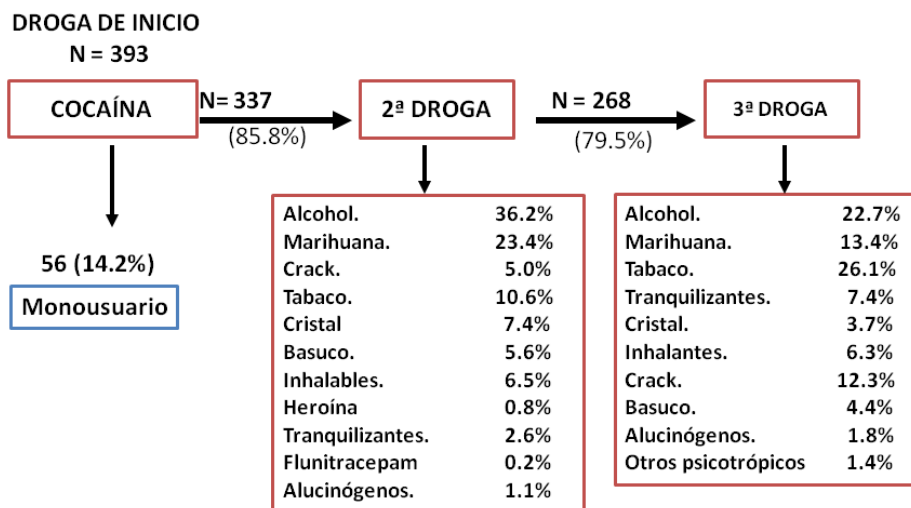 DROGA DE INICIO
N = 393
COCAÍNA
N= 337
(85.8%)
2ª DROGA
N = 268
(79.5%)
3ª DROGA
56 (14.2%)
Monousuario
Alcohol. 36.2%
Marihuana. 23.4%
Crack. 5.0%
Tabaco. 10.6%
Cristal 7.4%
Basuco. 5.6%
Inhalables. 6.5%
Heroína 0.8%
Tranquilizantes. 2.6%
Flunitracepam 0.2%
Alucinógenos. 1.1%
Alcohol. 22.7%
Marihuana. 13.4%
Tabaco. 26.1%
Tranquilizantes. 7.4%
Cristal. 3.7%
Inhalantes. 6.3%
Crack. 12.3%
Basuco. 4.4%
Alucinógenos. 1.8%
Otros psicotrópicos 1.4%